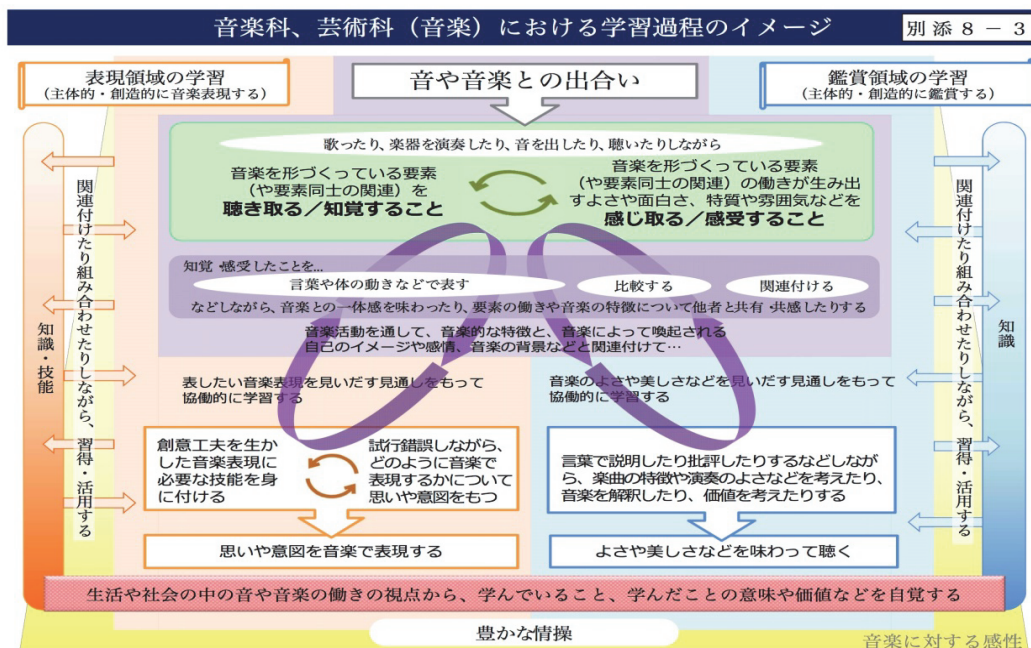 音楽科、芸術科（音楽）における学習過程のイメージ
別添８－３
表現領域の学習
（主体的・創造的に音楽表現する）
音や音楽との出合い
鑑賞領域の学習
（主体的・創造的に鑑賞する）
歌ったり、楽器を演奏したり、音を出したり、聴いたりしながら
音楽を形づくっている要素
（や要素同士の関連）を
聴き取る／知覚すること
音楽を形づくっている要素
（や要素同士の関連）の働きが生み出
すよさや面白さ、特質や雰囲気などを
感じ取る／感受すること
知覚・感受したことを…
言葉や体の動きなどで表す
比較する
関連付ける
などしながら、音楽との一体感を味わったり、要素の働きや音楽の特徴について他者と共有・共感したりする
音楽活動を通して、音楽的な特徴と、音楽によって喚起される
自己のイメージや感情、音楽の背景などと関連付けて…
表したい音楽表現を見いだす見通しをもって
協働的に学習する
音楽のよさや美しさなどを見いだす見通しをもって
協働的に学習する
創意工夫を生か
した音楽表現に
必要な技能を身
に付ける
試行錯誤しながら、
どのように音楽で
表現するかについて
思いや意図をもつ
言葉で説明したり批評したりするなどしな
がら、楽曲の特徴や演奏のよさなどを考えたり、
音楽を解釈したり、価値を考えたりする
思いや意図を音楽で表現する
よさや美しさなどを味わって聴く
知識・技能
関連付けたり組み合わせたりしながら、習得・活用する
関連付けたり組み合わせたりしながら、習得・活用する
知識
生活や社会の中の音や音楽の働きの視点から、学んでいること、学んだことの意味や価値などを自覚する
豊かな情操
音楽に対する感性